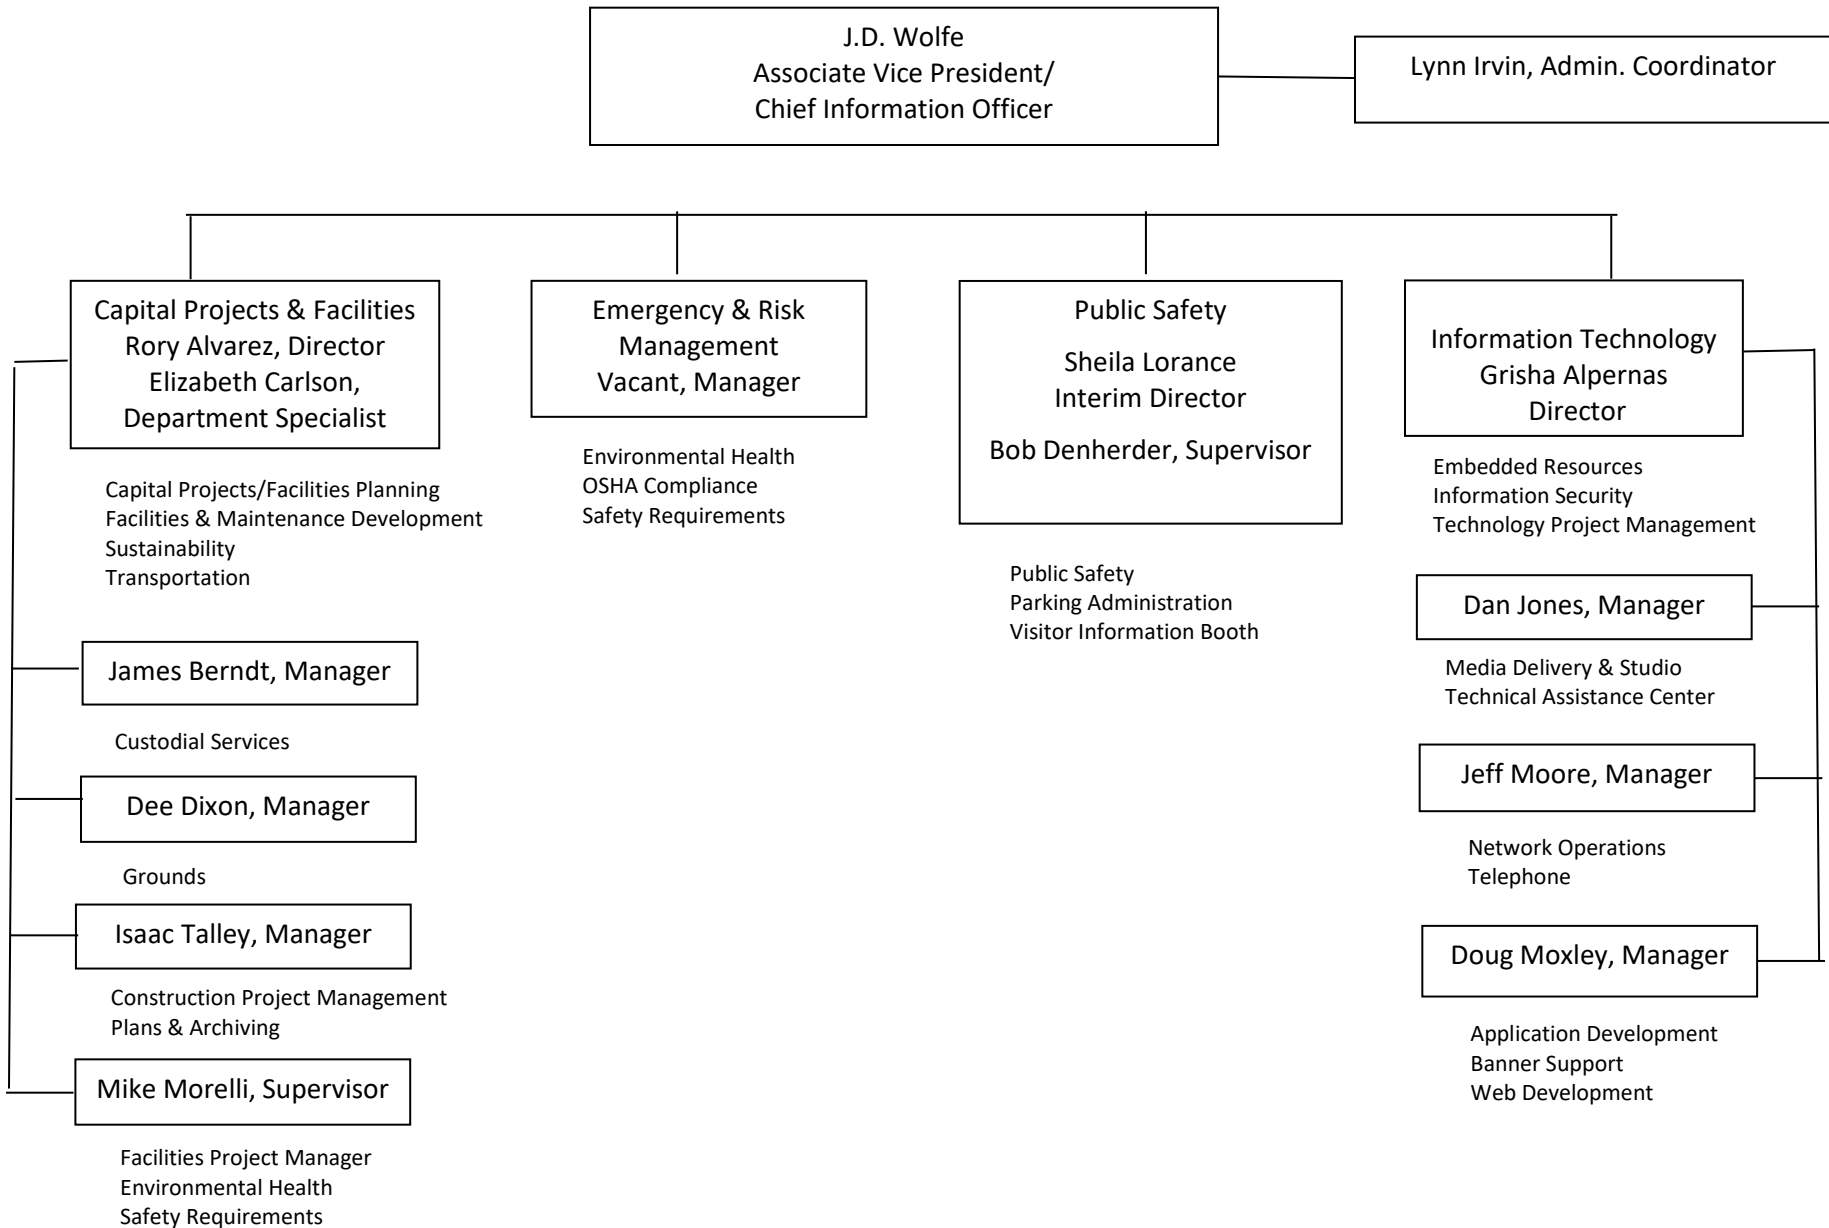 J.D. Wolfe
Associate Vice President/
Chief Information Officer
Lynn Irvin, Admin. Coordinator
Capital Projects & Facilities
Rory Alvarez, Director
Elizabeth Carlson,
Department Specialist
Capital Projects/Facilities Planning
Facilities & Maintenance Development
Sustainability
Transportation
James Berndt, Manager
Custodial Services
Dee Dixon, Manager
Grounds
Isaac Talley, Manager
Construction Project Management
Plans & Archiving
Mike Morelli, Supervisor
Facilities Project Manager
Environmental Health
Safety Requirements
Emergency & Risk
Management
Vacant, Manager
Environmental Health
OSHA Compliance
Safety Requirements
Public Safety
Sheila Lorance
Interim Director
Bob Denherder, Supervisor
Public Safety
Parking Administration
Visitor Information Booth
Information Technology
Grisha Alpernas
Director
Embedded Resources
Information Security
Technology Project Management
Dan Jones, Manager
Media Delivery & Studio
Technical Assistance Center
Jeff Moore, Manager
Network Operations
Telephone
Doug Moxley, Manager
Application Development
Banner Support
Web Development